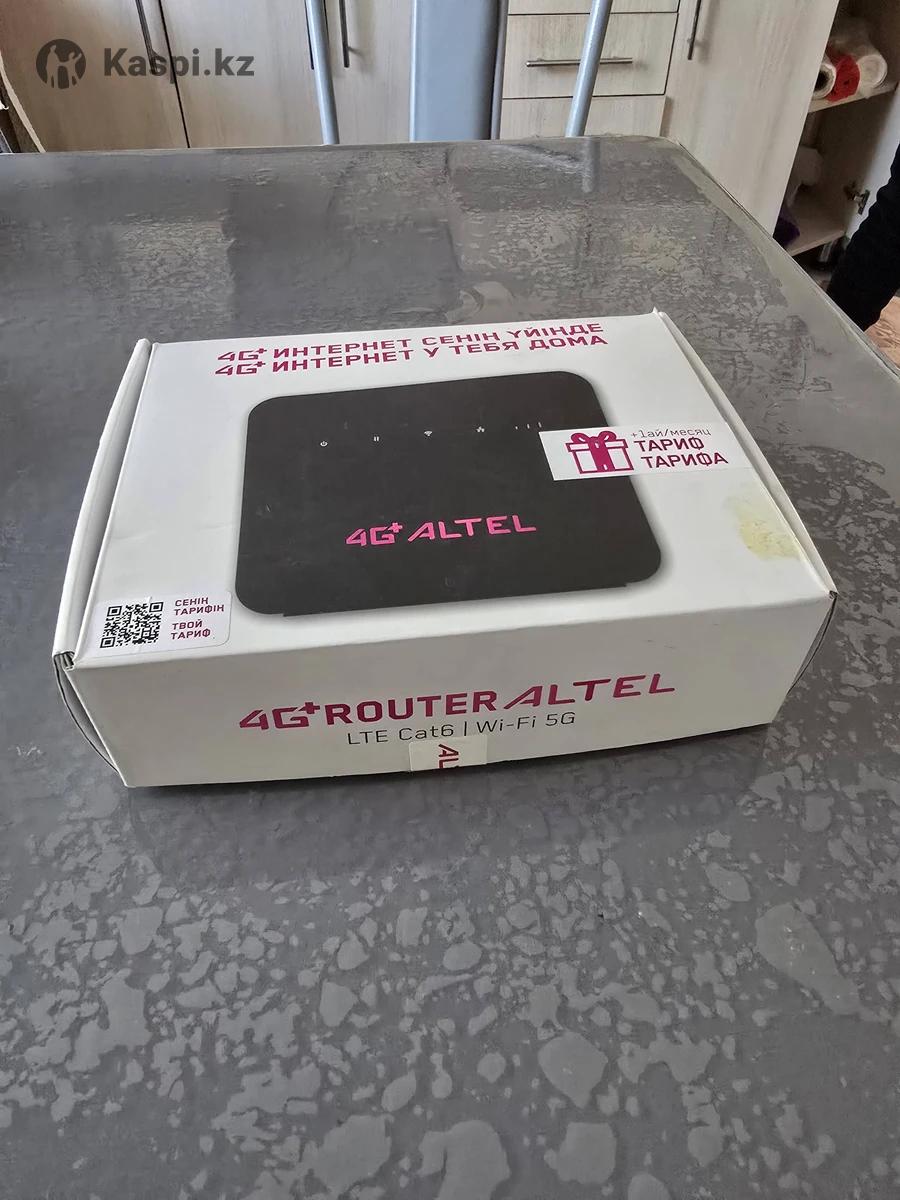 Kaspi.kz
4G+ ИНТЕРНЕТ СЕНІҢ ҮЙІҢДЕ
4G+ ИНТЕРНЕТ У ТЕБЯ ДОМА
+1ай/месяц
ТАРИФ
ТАРИФА
4G+ ALTEL
СЕНІҢ
ТАРИФІҢ
ТВОЙ
ТАРИФ
4G+ ROUTER ALTEL
LTE Cat6 | Wi-Fi 5G
AL